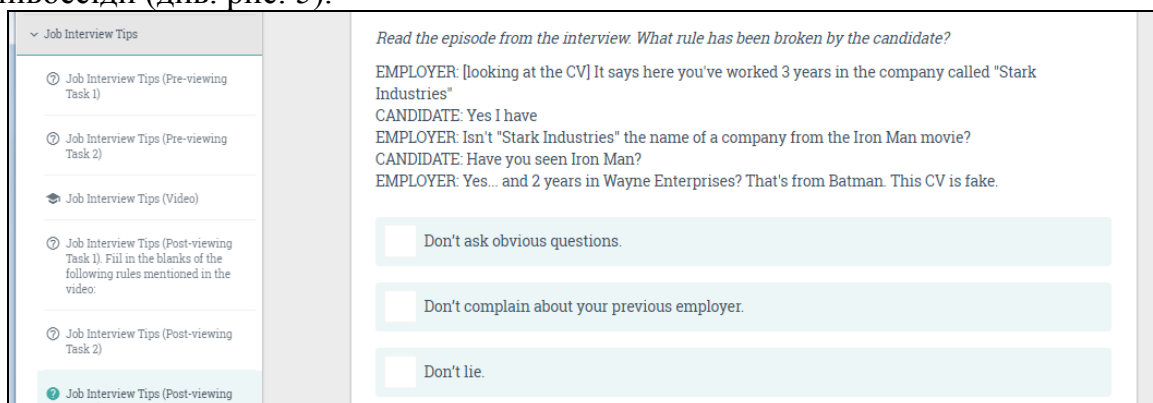 (див. рис. 3).
Job Interview Tips
Job Interview Tips (Pre-viewing
Task 1)
Job Interview Tips (Pre-viewing
Task 2)
Job Interview Tips (Video)
Job Interview Tips (Post-viewing
Task 1). Fiil in the blanks of the
following rules mentioned in the
video:
Job Interview Tips (Post-viewing
Task 2)
Job Interview Tips (Post-viewing
Read the episode from the interview. What rule has been broken by the candidate?
EMPLOYER: [looking at the CV] It says here you've worked 3 years in the company called "Stark
Industries"
CANDIDATE: Yes I have
EMPLOYER: Isn't "Stark Industries" the name of a company from the Iron Man movie?
CANDIDATE: Have you seen Iron Man?
EMPLOYER: Yes... and 2 years in Wayne Enterprises? That's from Batman. This CV is fake.
Don't ask obvious questions.
Don't complain about your previous employer.
Don't lie.